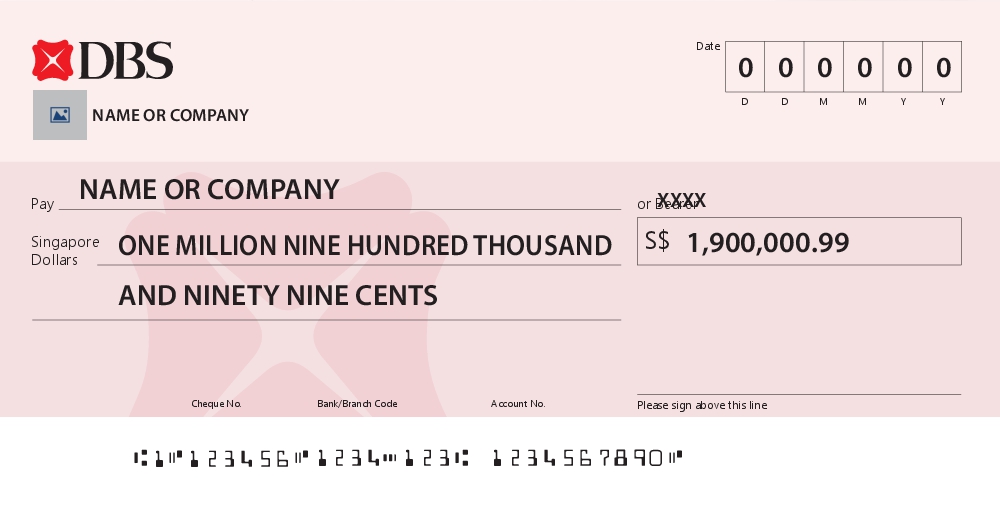 DBS
Date 0 0 0 0 0 0
D D M M Y Y
NAME OR COMPANY
Pay NAME OR COMPANY or Bearer XXXX
Singapore Dollars ONE MILLION NINE HUNDRED THOUSAND S$ 1,900,000.99
AND NINETY NINE CENTS
Cheque No. Bank/Branch Code Account No. Please sign above this line
⑆1⑈123456⑈1234⑉123⑆ 1234567890⑈